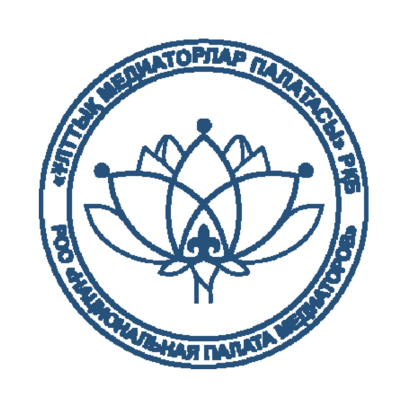 «ҰЛТТЫҚ МЕДИАТОРЛАР ПАЛАТАСЫ» РҚБ
РОО «НАЦИОНАЛЬНАЯ ПАЛАТА МЕДИАТОРОВ»